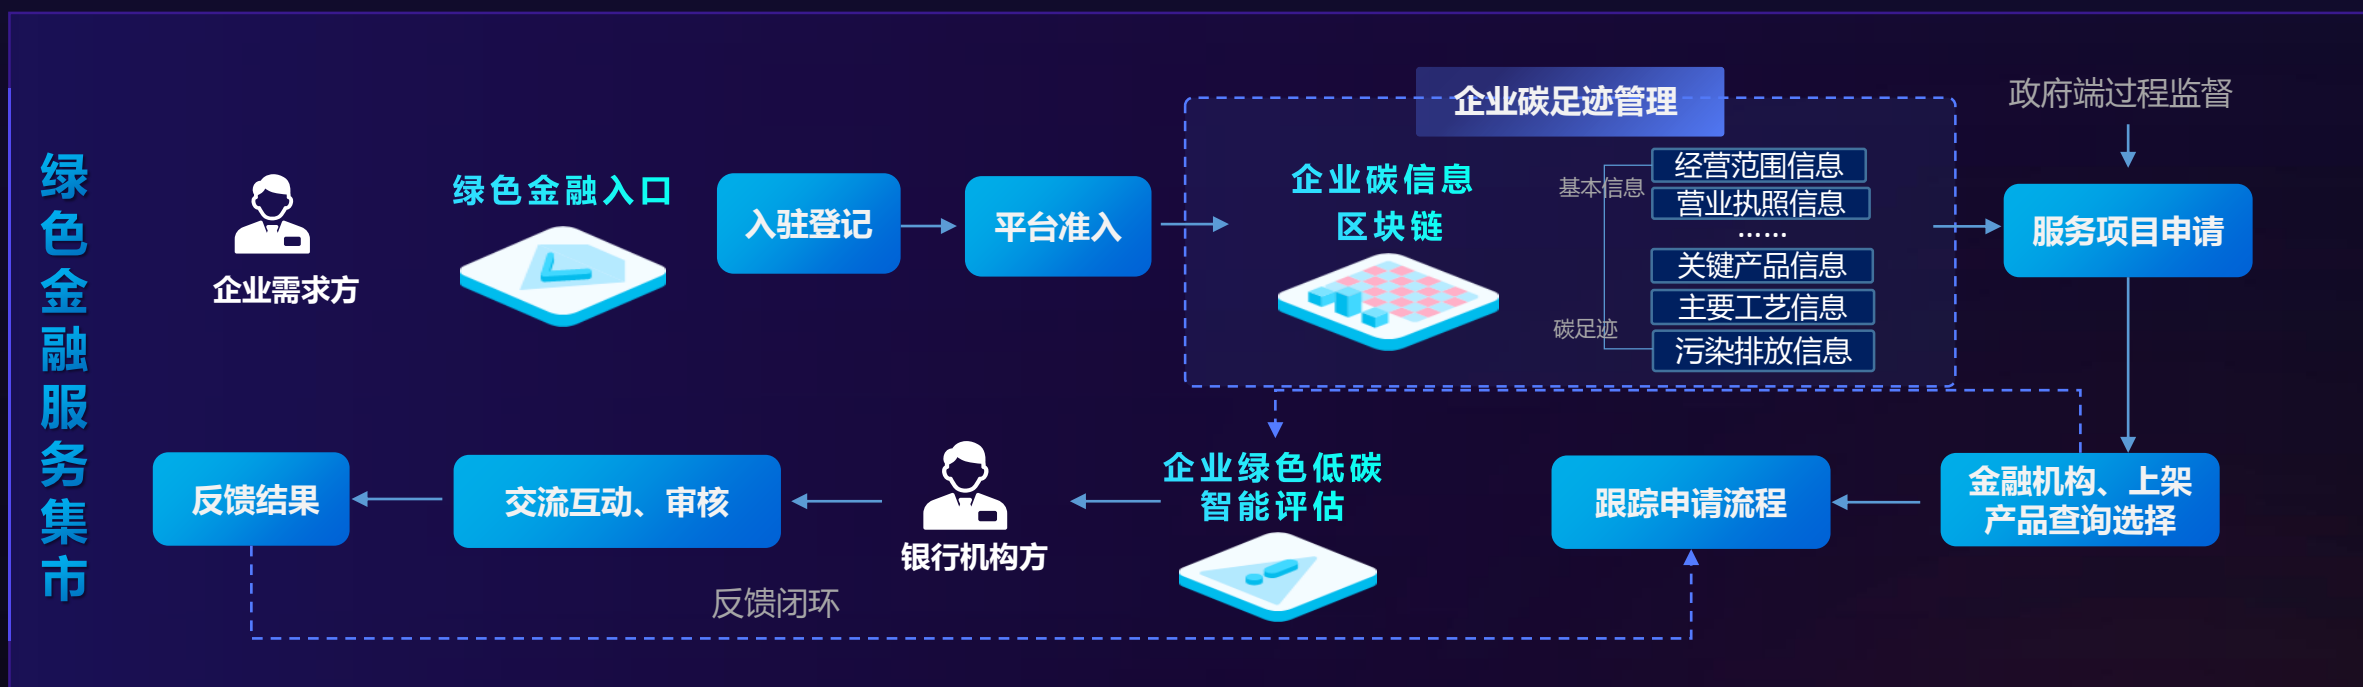 绿色金融服务集市
企业需求方
绿色金融入口
入驻登记
平台准入
企业碳足迹管理
企业碳信息
区块链
基本信息
碳足迹
经营范围信息
营业执照信息
······
关键产品信息
主要工艺信息
污染排放信息
政府端过程监督
服务项目申请
金融机构、上架
产品查询选择
跟踪申请流程
企业绿色低碳
智能评估
银行机构方
交流互动、审核
反馈结果
反馈闭环